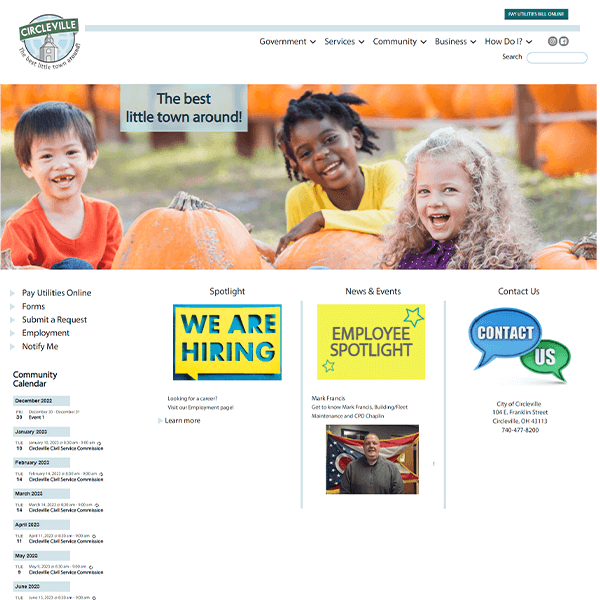 PAY UTILITIES BILL ONLINE
CIRCLEVILLE
The best little town around!
Government Services Community Business How Do I?
Search
The best
little town around!
Pay Utilities Online
Forms
Submit a Request
Employment
Notify Me
Community
Calendar
December 2022
FRI December 30 - December 31
30 Event 1
January 2023
TUE January 10, 2023 @ 8:30 am - 9:00 am
Circleville Civil Service Commission
February 2023
TUE February 14, 2023 @ 8:30 am - 9:00 am
14 Circleville Civil Service Commission
March 2023
TUE March 14, 2023 @ 8:30 am - 9:00 am
14 Circleville Civil Service Commission
April 2023
TUE April 11, 2023 @ 8:30 am - 9:00 am
11 Circleville Civil Service Commission
May 2023
TUE May 9, 2023 @ 8:30 am - 9:00 am
9 Circleville Civil Service Commission
June 2023
TUE June 13, 2023 @ 8:30 am - 9:00 am
Spotlight
WE ARE
HIRING
Looking for a career?
Visit our Employment page!
Learn more
News & Events
EMPLOYEE
SPOTLIGHT
Mark Francis
Get to know Mark Francis, Building/Fleet
Maintenance and CPD Chaplin
Contact Us
CONTACT
US
City of Circleville
104 E. Franklin Street
Circleville, OH 43113
740-477-8200